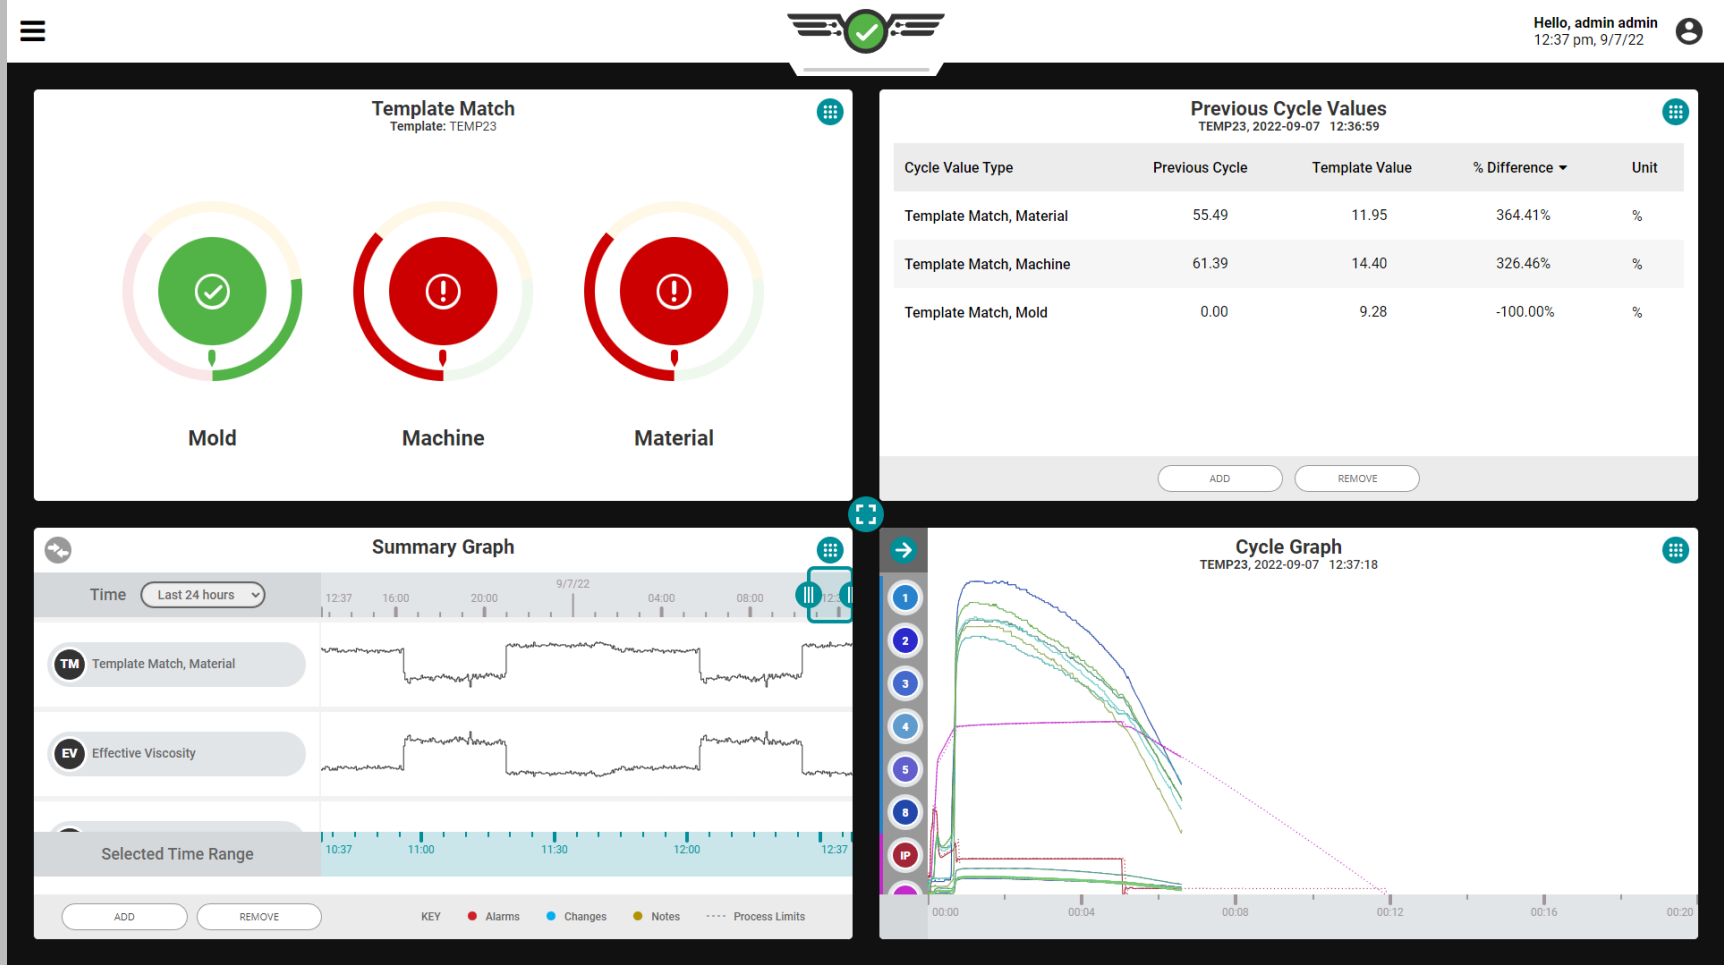 Hello, admin admin
12:37 pm, 9/7/22
Template Match
Template: TEMP23
Mold
Machine
Material
Previous Cycle Values
TEMP23, 2022-09-07 12:36:59
Cycle Value Type Previous Cycle Template Value % Difference Unit
Template Match, Material 55.49 11.95 364.41% %
Template Match, Machine 61.39 14.40 326.46% %
Template Match, Mold 0.00 9.28 -100.00% %
ADD REMOVE
Summary Graph
Time Last 24 hours
9/7/22
12:37 16:00 20:00 04:00 08:00
TM Template Match, Material
EV Effective Viscosity
Selected Time Range
10:37 11:00 11:30 12:00 12:37
ADD REMOVE
KEY Alarms Changes Notes Process Limits
Cycle Graph
TEMP23, 2022-09-07 12:37:18
1
2
3
4
5
8
IP
00:00 00:04 00:08 00:12 00:16 00:20